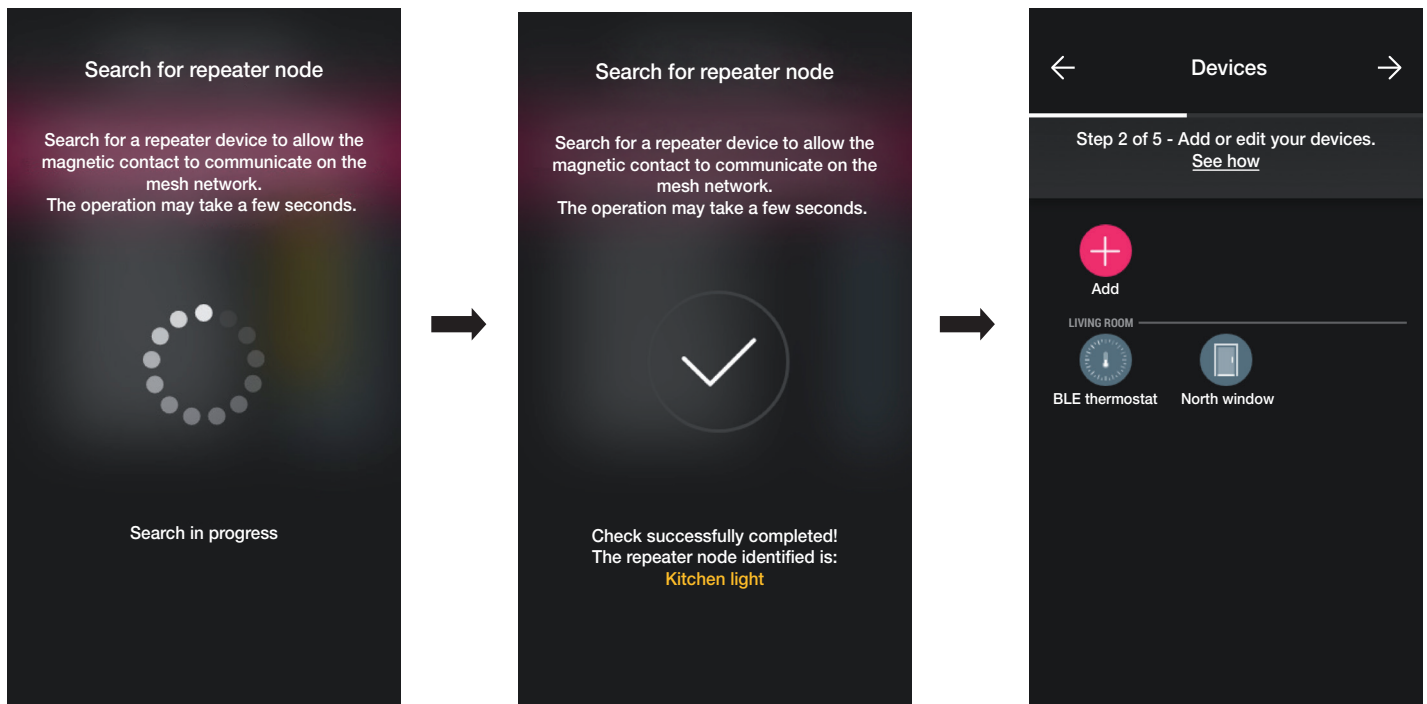 Search for repeater node
Search for a repeater device to allow the
magnetic contact to communicate on the
mesh network.
The operation may take a few seconds.
Search in progress
Search for repeater node
Search for a repeater device to allow the
magnetic contact to communicate on the
mesh network.
The operation may take a few seconds.
Check successfully completed!
The repeater node identified is:
Kitchen light
Devices
Step 2 of 5 - Add or edit your devices.
See how
Add
LIVING ROOM
BLE thermostat North window